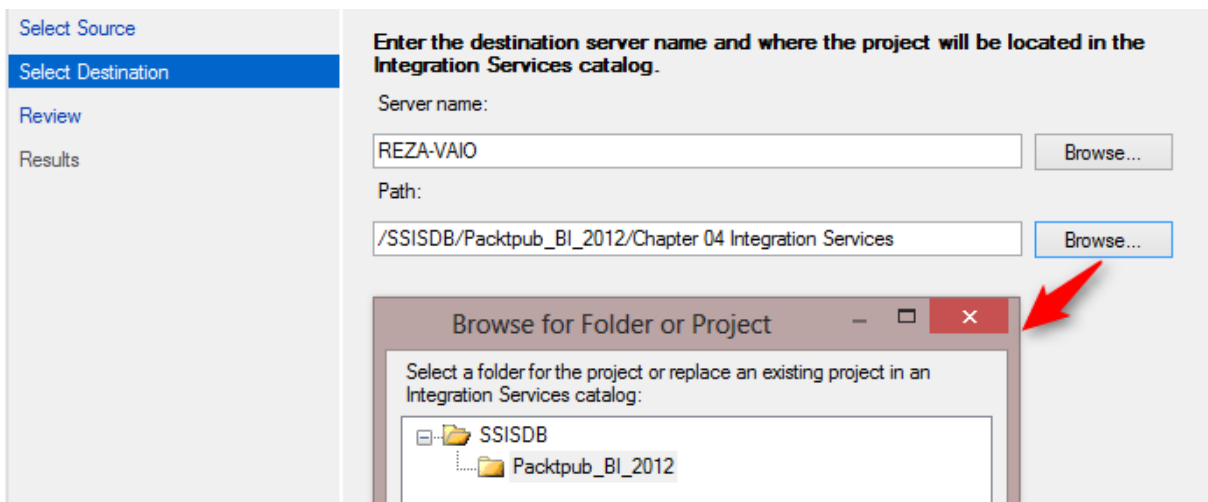 Select Source
Select Destination
Review
Results
Enter the destination server name and where the project will be located in the
Integration Services catalog.
Server name:
REZA-VAIO
Browse...
Path:
/SSISDB/Packtpub_BI_2012/Chapter 04 Integration Services
Browse...
Browse for Folder or Project
Select a folder for the project or replace an existing project in an
Integration Services catalog:
SSISDB
Packtpub_BI_2012